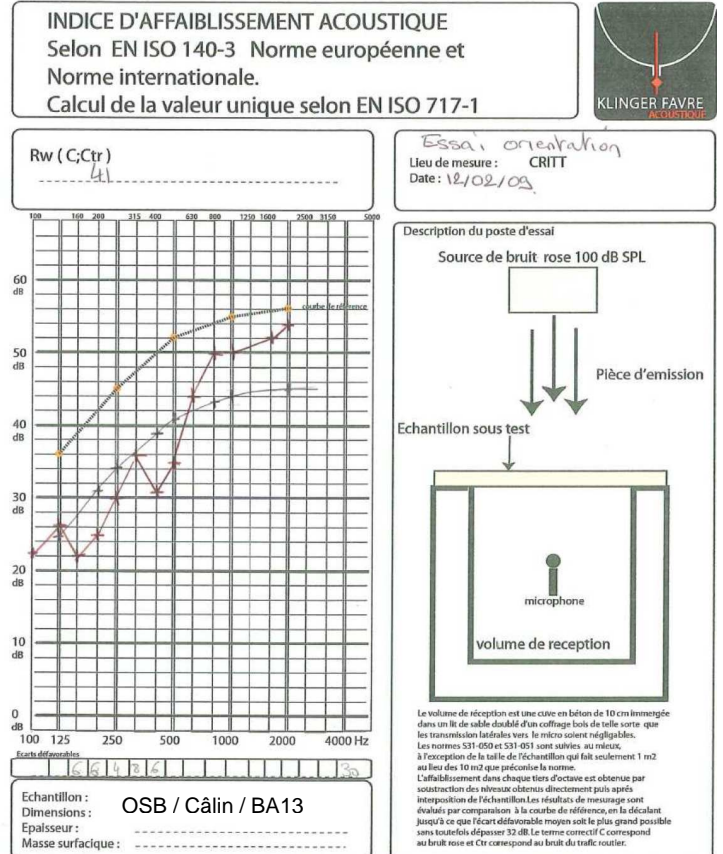 INDICE D'AFFAIBLISSEMENT ACOUSTIQUE
Selon EN ISO 140-3 Norme européenne et
Norme internationale.
Calcul de la valeur unique selon EN ISO 717-1
KLINGER FAVRE
ACOUSTIQUE
Rw ( C;Ctr )
41
Essai orientation
Lieu de mesure : CRITT
Date : 12/02/09
100 160 200 315 400 630 800 1250 1600 2500 3150 5000
60
dB
50
dB
40
dB
30
dB
20
dB
10
dB
0
dB
courbe de référence
100 125 250 500 1000 2000 4000 Hz
Ecarts défavorables
6 6 4 8 6 30
Echantillon :
Dimensions :
Epaisseur :
Masse surfacique :
OSB / Câlin / BA13
Description du poste d'essai
Source de bruit rose 100 dB SPL
Pièce d'emission
Echantillon sous test
microphone
volume de reception
Le volume de réception est une cuve en béton de 10 cm immergée
dans un lit de sable doublé d'un coffrage bois de telle sorte que
les transmission latérales vers le micro soient négligables.
Les normes S31-050 et S31-051 sont suivies au mieux,
à l'exception de la taille de l'échantillon qui fait seulement 1 m2
au lieu des 10 m2 que préconise la norme.
L'affaiblissement dans chaque tiers d'octave est obtenue par
soustraction des niveaux obtenus directement puis aprés
interposition de l'échantillon.Les résultats de mesurage sont
évalués par comparaison à la courbe de référence, en la décalant
jusqu'à ce que l'écart défavorable moyen soit le plus grand possible
sans toutefois dépasser 32 dB. Le terme correctif C correspond
au bruit rose et Ctr correspond au bruit du trafic routier.